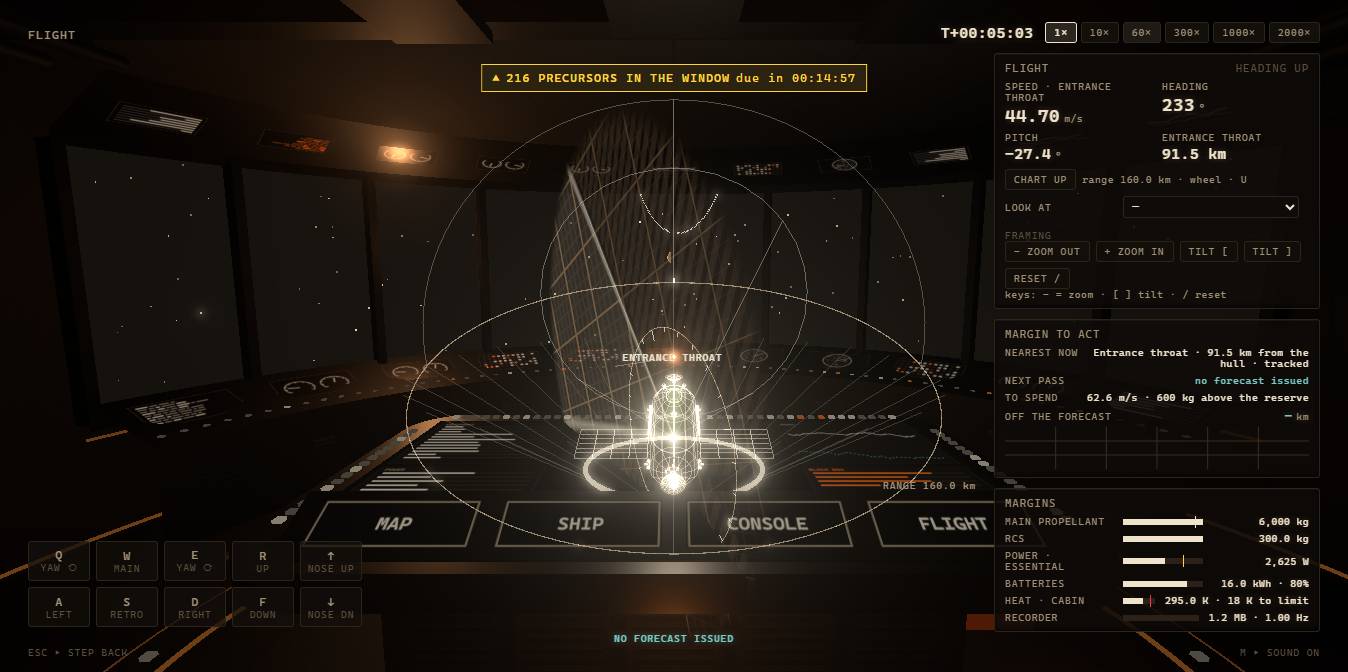 FLIGHT
T+00:05:03
1×
10×
60×
300×
1000×
2000×
▲ 216 PRECURSORS IN THE WINDOW due in 00:14:57
FLIGHT
HEADING UP
SPEED · ENTRANCE THROAT
44.70 m/s
HEADING
233 °
PITCH
−27.4 °
ENTRANCE THROAT
91.5 km
CHART UP
range 160.0 km · wheel · U
LOOK AT
—
FRAMING
− ZOOM OUT
+ ZOOM IN
TILT [
TILT ]
RESET /
keys: − = zoom · [ ] tilt · / reset
MARGIN TO ACT
NEAREST NOW
Entrance throat · 91.5 km from the
hull · tracked
NEXT PASS
no forecast issued
TO SPEND
62.6 m/s · 600 kg above the reserve
OFF THE FORECAST
— km
MARGINS
MAIN PROPELLANT
6,000 kg
RCS
300.0 kg
POWER · ESSENTIAL
2,625 W
BATTERIES
16.0 kWh · 80%
HEAT · CABIN
295.0 K · 18 K to limit
RECORDER
1.2 MB · 1.00 Hz
ENTRANCE THROAT
RANGE 160.0 km
MAP
SHIP
CONSOLE
FLIGHT
Q
YAW ↺
W
MAIN
E
YAW ↻
R
UP
↑
NOSE UP
A
LEFT
S
RETRO
D
RIGHT
F
DOWN
↓
NOSE DN
NO FORECAST ISSUED
ESC ▸ STEP BACK
M ▸ SOUND ON